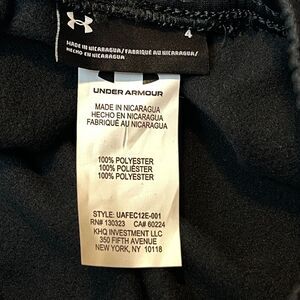 4
MADE IN NICARAGUA/FABRIQUÉ AU NICARAGUA/
HECHO EN NICARAGUA
UNDER ARMOUR
MADE IN NICARAGUA
HECHO EN NICARAGUA
FABRIQUÉ AU NICARAGUA
100% POLYESTER
100% POLIÉSTER
100% POLYESTER
STYLE: UAFEC12E-001
RN# 130323 CA# 60224
KHQ INVESTMENT LLC
350 FIFTH AVENUE
NEW YORK, NY 10118